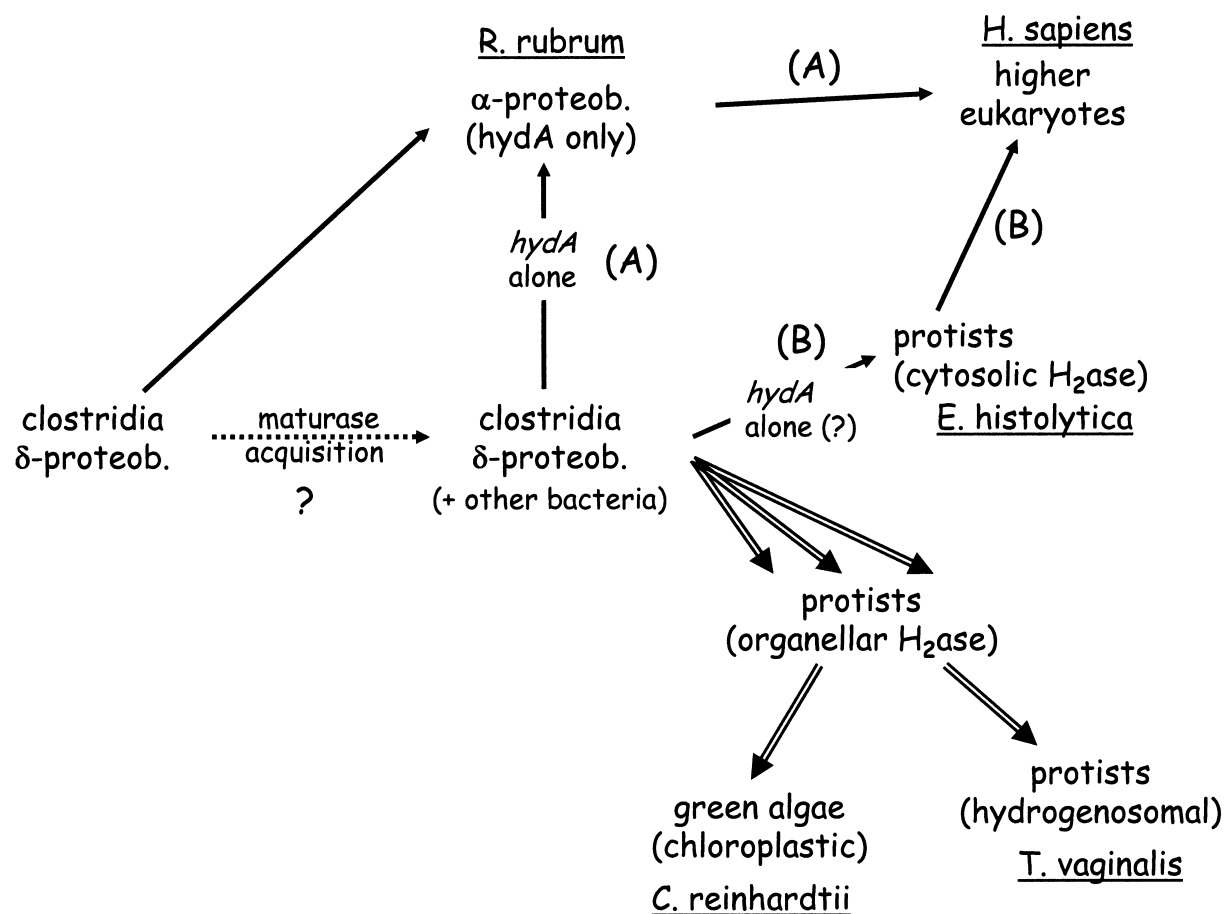 R. rubrum
α-proteob.
(hydA only)
(A)
H. sapiens
higher
eukaryotes
hydA
alone
(A)
(B)
(B)
hydA
alone (?)
protists
(cytosolic H₂ase)
E. histolytica
clostridia
δ-proteob.
maturase
acquisition
?
clostridia
δ-proteob.
(+ other bacteria)
protists
(organellar H₂ase)
green algae
(chloroplastic)
C. reinhardtii
protists
(hydrogenosomal)
T. vaginalis